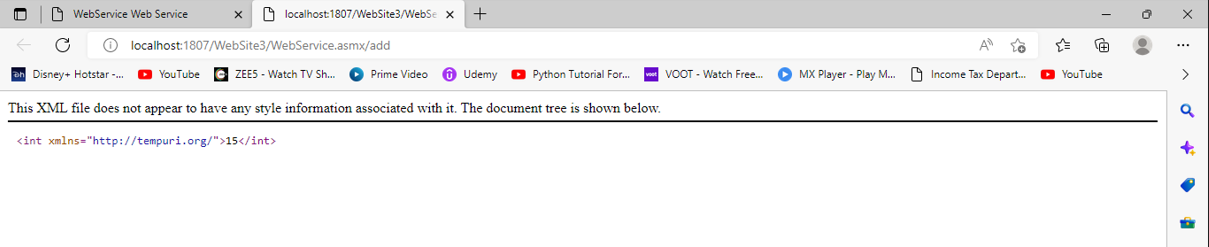 WebService Web Service
localhost:1807/WebSite3/WebSe
localhost:1807/WebSite3/WebService.asmx/add
Disney+ Hotstar -... YouTube ZEE5 - Watch TV Sh... Prime Video Udemy Python Tutorial For... VOOT - Watch Free... MX Player - Play M... Income Tax Depart... YouTube
This XML file does not appear to have any style information associated with it. The document tree is shown below.
<int xmlns="http://tempuri.org/">15</int>